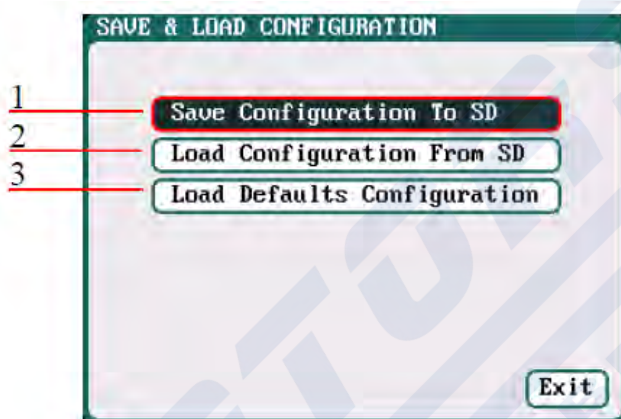 SAVE & LOAD CONFIGURATION
1
Save Configuration To SD
2
Load Configuration From SD
3
Load Defaults Configuration
Exit